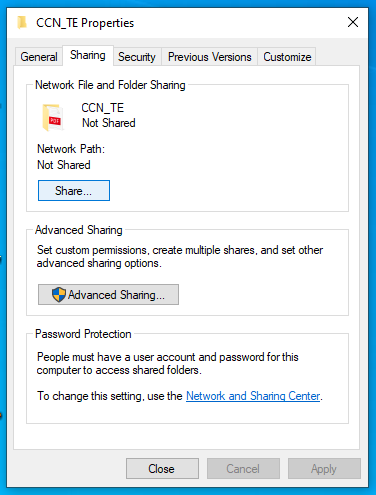 CCN_TE Properties
General
Sharing
Security
Previous Versions
Customize
Network File and Folder Sharing
PDF
CCN_TE
Not Shared
Network Path:
Not Shared
Share...
Advanced Sharing
Set custom permissions, create multiple shares, and set other
advanced sharing options.
Advanced Sharing...
Password Protection
People must have a user account and password for this
computer to access shared folders.
To change this setting, use the Network and Sharing Center.
Close
Cancel
Apply